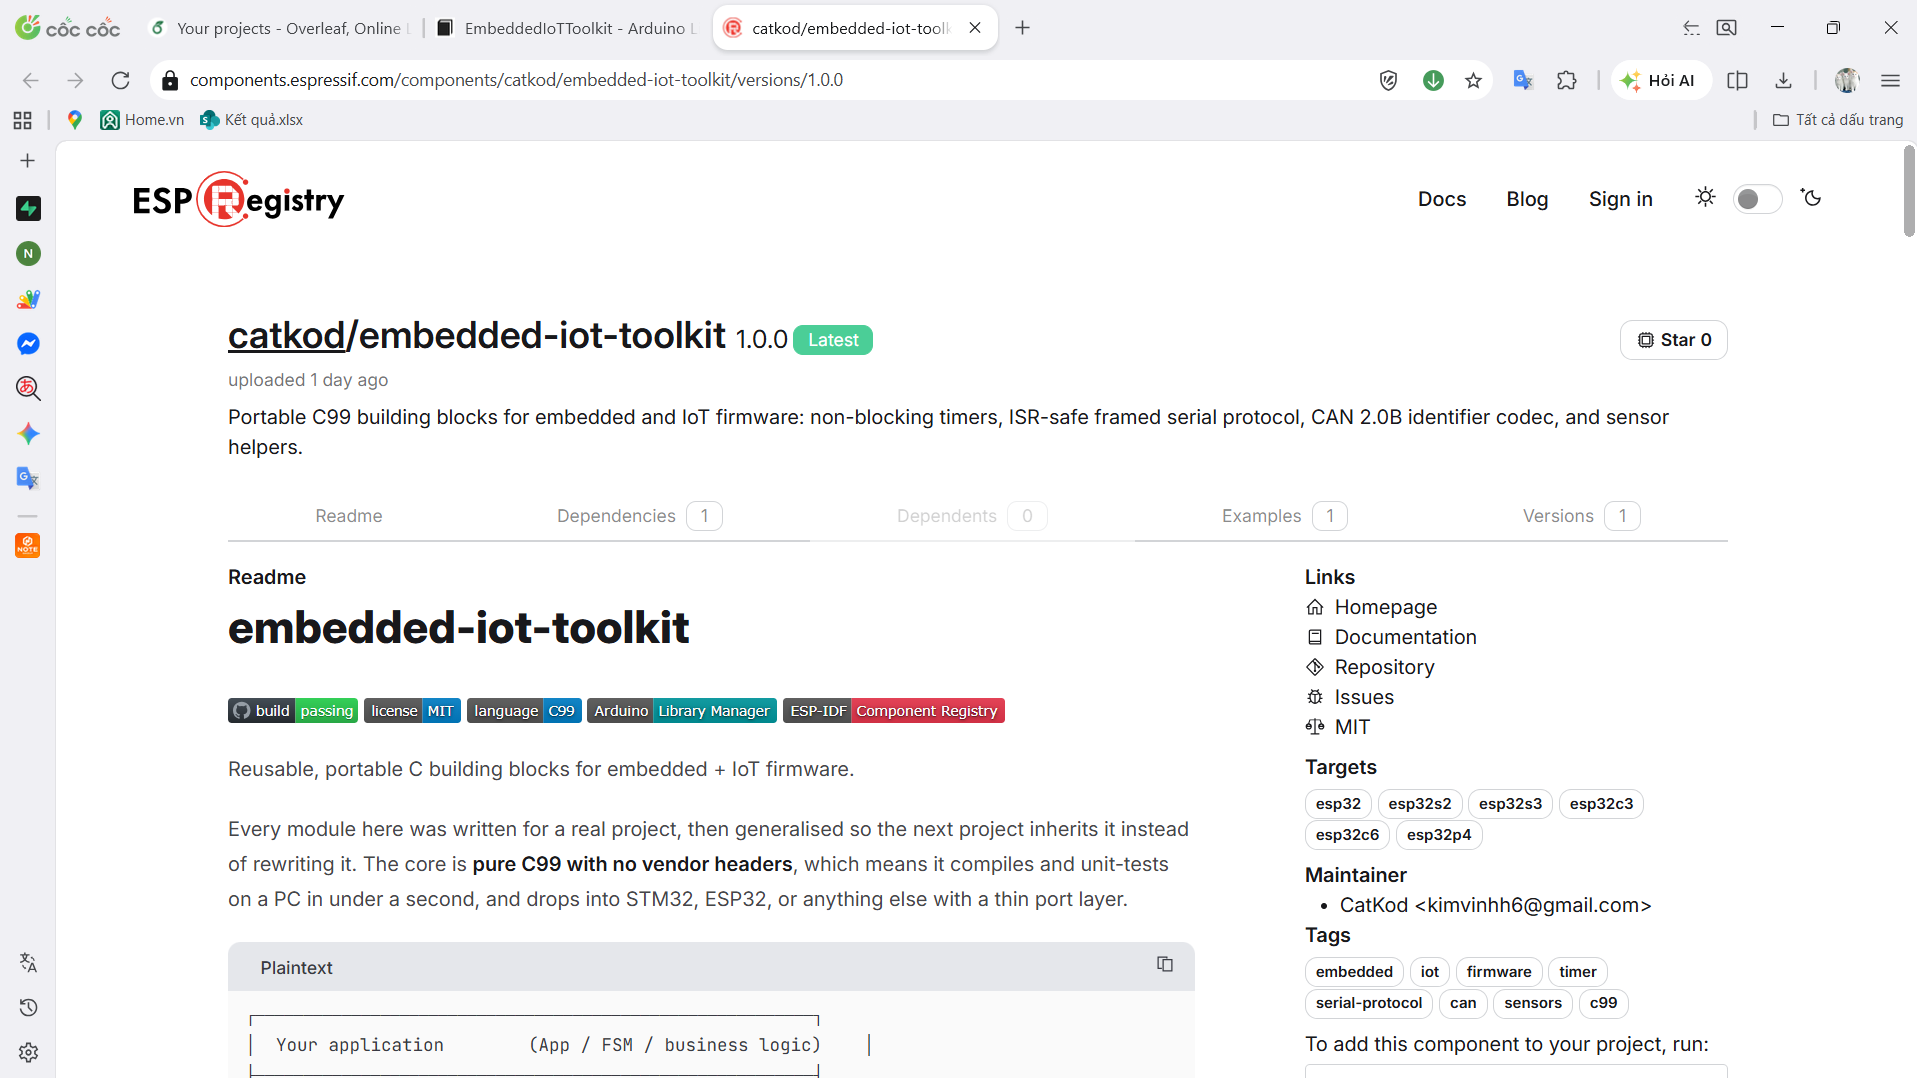 cốc cốc
Your projects - Overleaf, Online
EmbeddedIoTToolkit - Arduino L
catkod/embedded-iot-toolk
components.espressif.com/components/catkod/embedded-iot-toolkit/versions/1.0.0
Hỏi AI
Home.vn
Kết quả.xlsx
Tất cả dấu trang
N
NOTE
ESP Registry
Docs
Blog
Sign in
catkod/embedded-iot-toolkit 1.0.0 Latest
Star 0
uploaded 1 day ago
Portable C99 building blocks for embedded and IoT firmware: non-blocking timers, ISR-safe framed serial protocol, CAN 2.0B identifier codec, and sensor
helpers.
Readme
Dependencies 1
Dependents 0
Examples 1
Versions 1
Readme
embedded-iot-toolkit
build passing license MIT language C99 Arduino Library Manager ESP-IDF Component Registry
Reusable, portable C building blocks for embedded + IoT firmware.
Every module here was written for a real project, then generalised so the next project inherits it instead
of rewriting it. The core is pure C99 with no vendor headers, which means it compiles and unit-tests
on a PC in under a second, and drops into STM32, ESP32, or anything else with a thin port layer.
Plaintext
Your application (App / FSM / business logic)
Links
Homepage
Documentation
Repository
Issues
MIT
Targets
esp32 esp32s2 esp32s3 esp32c3
esp32c6 esp32p4
Maintainer
• CatKod <kimvinhh6@gmail.com>
Tags
embedded iot firmware timer
serial-protocol can sensors c99
To add this component to your project, run: